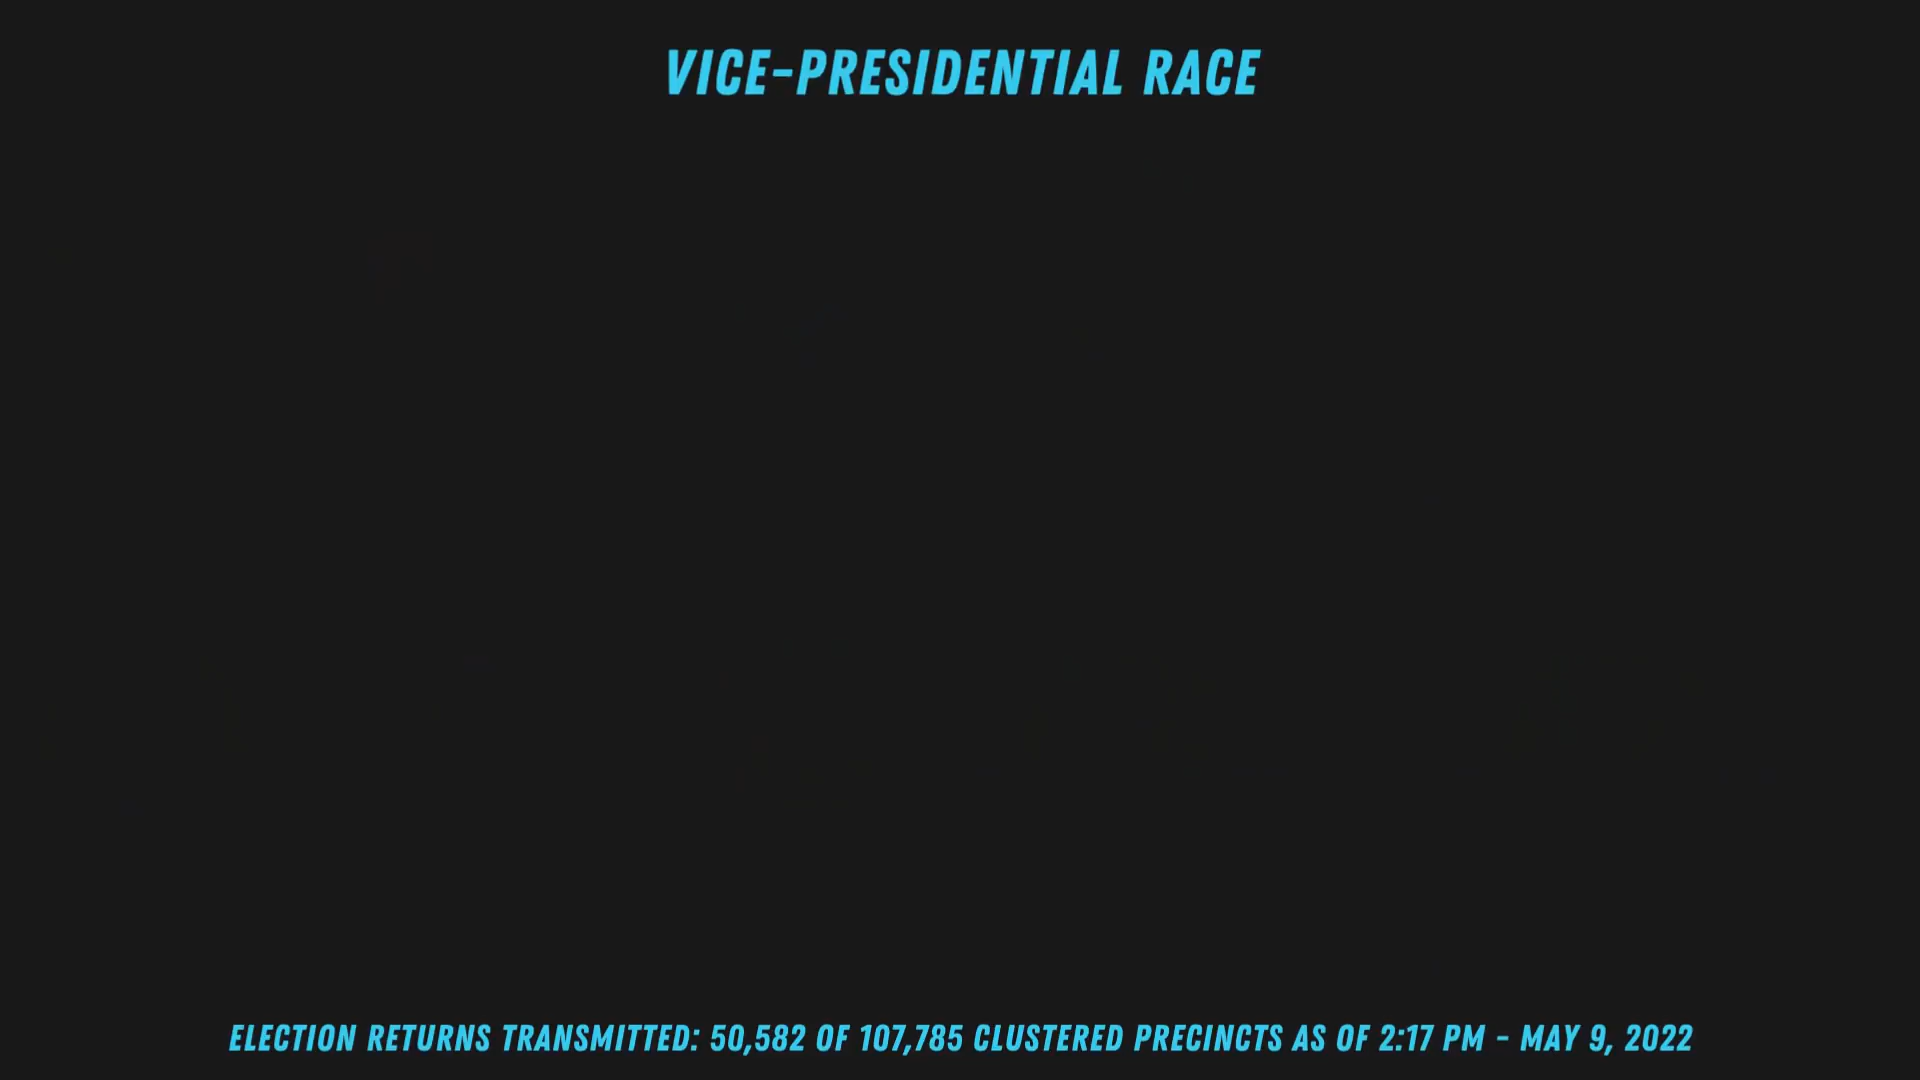 VICE-PRESIDENTIAL RACE
ELECTION RETURNS TRANSMITTED: 50,582 OF 107,785 CLUSTERED PRECINCTS AS OF 2:17 PM - MAY 9, 2022